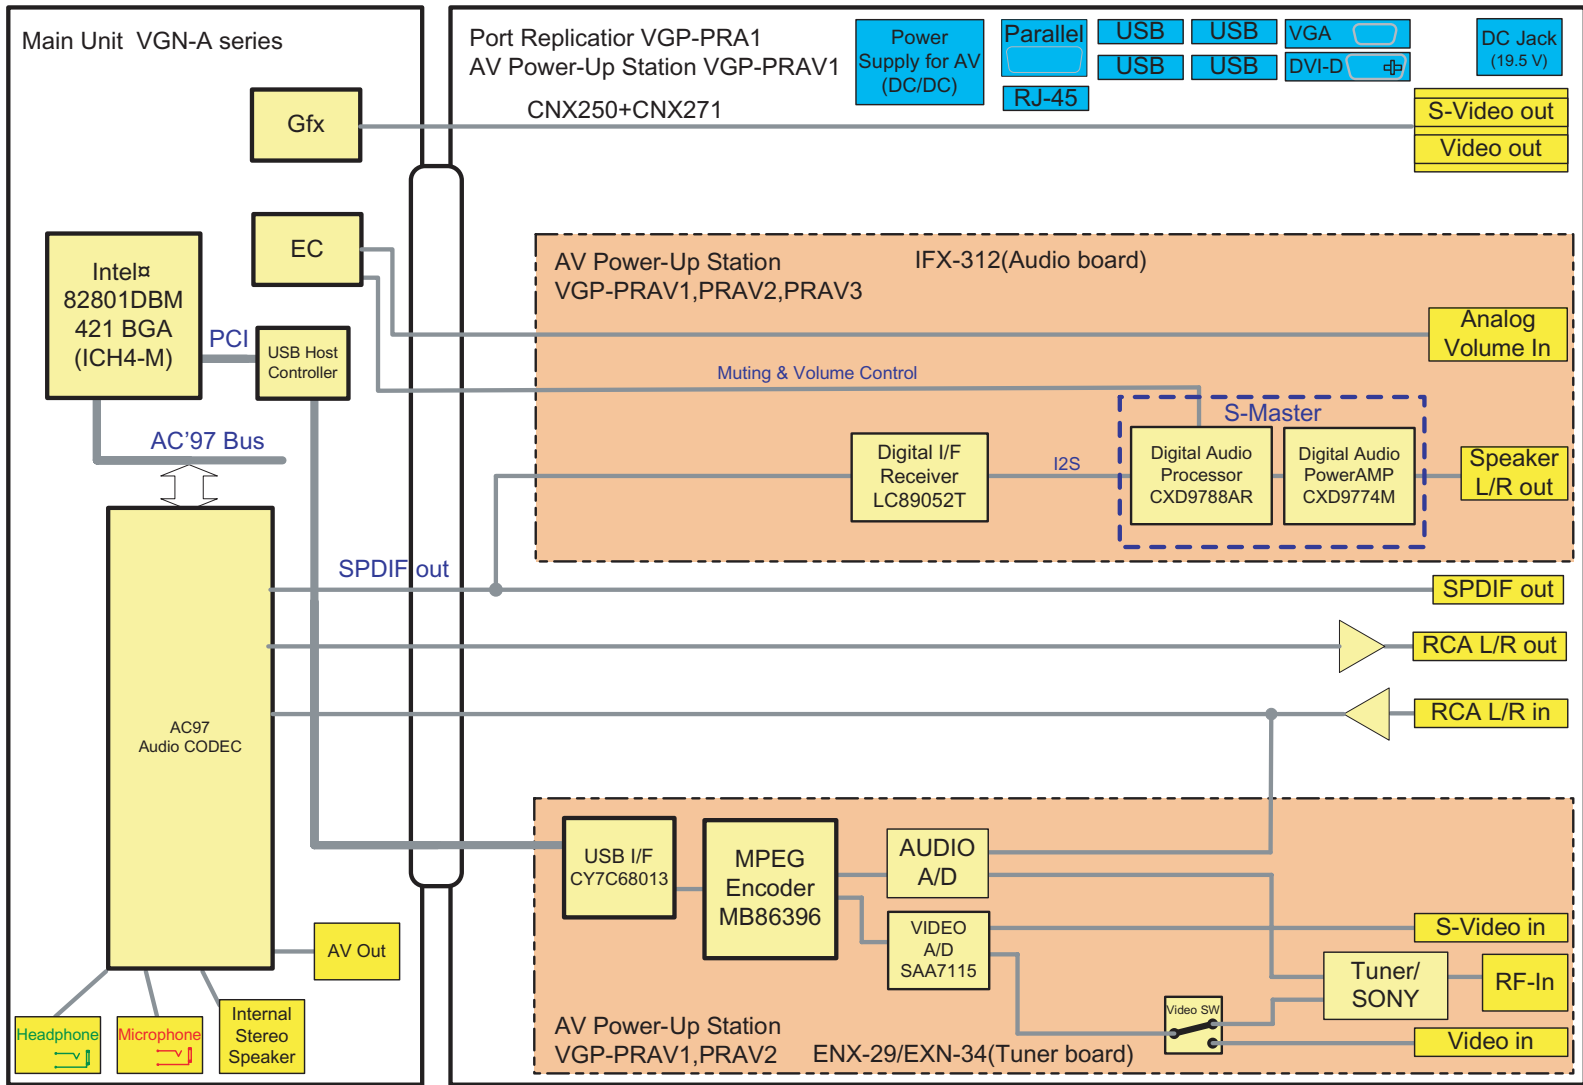 Main Unit VGN-A series
Gfx
EC
Intel¤
82801DBM
421 BGA
(ICH4-M)
PCI
USB Host
Controller
AC'97 Bus
SPDIF out
AC97
Audio CODEC
AV Out
Headphone
Microphone
Internal
Stereo
Speaker
Port Replicatior VGP-PRA1
AV Power-Up Station VGP-PRAV1
CNX250+CNX271
Power
Supply for AV
(DC/DC)
Parallel
RJ-45
USB
USB
USB
USB
VGA
DVI-D
DC Jack
(19.5 V)
S-Video out
Video out
AV Power-Up Station
VGP-PRAV1,PRAV2,PRAV3
IFX-312(Audio board)
Analog
Volume In
Muting & Volume Control
S-Master
Digital I/F
Receiver
LC89052T
I2S
Digital Audio
Processor
CXD9788AR
Digital Audio
PowerAMP
CXD9774M
Speaker
L/R out
SPDIF out
RCA L/R out
RCA L/R in
USB I/F
CY7C68013
MPEG
Encoder
MB86396
AUDIO
A/D
VIDEO
A/D
SAA7115
S-Video in
Tuner/
SONY
RF-In
Video SW
Video in
AV Power-Up Station
VGP-PRAV1,PRAV2
ENX-29/EXN-34(Tuner board)